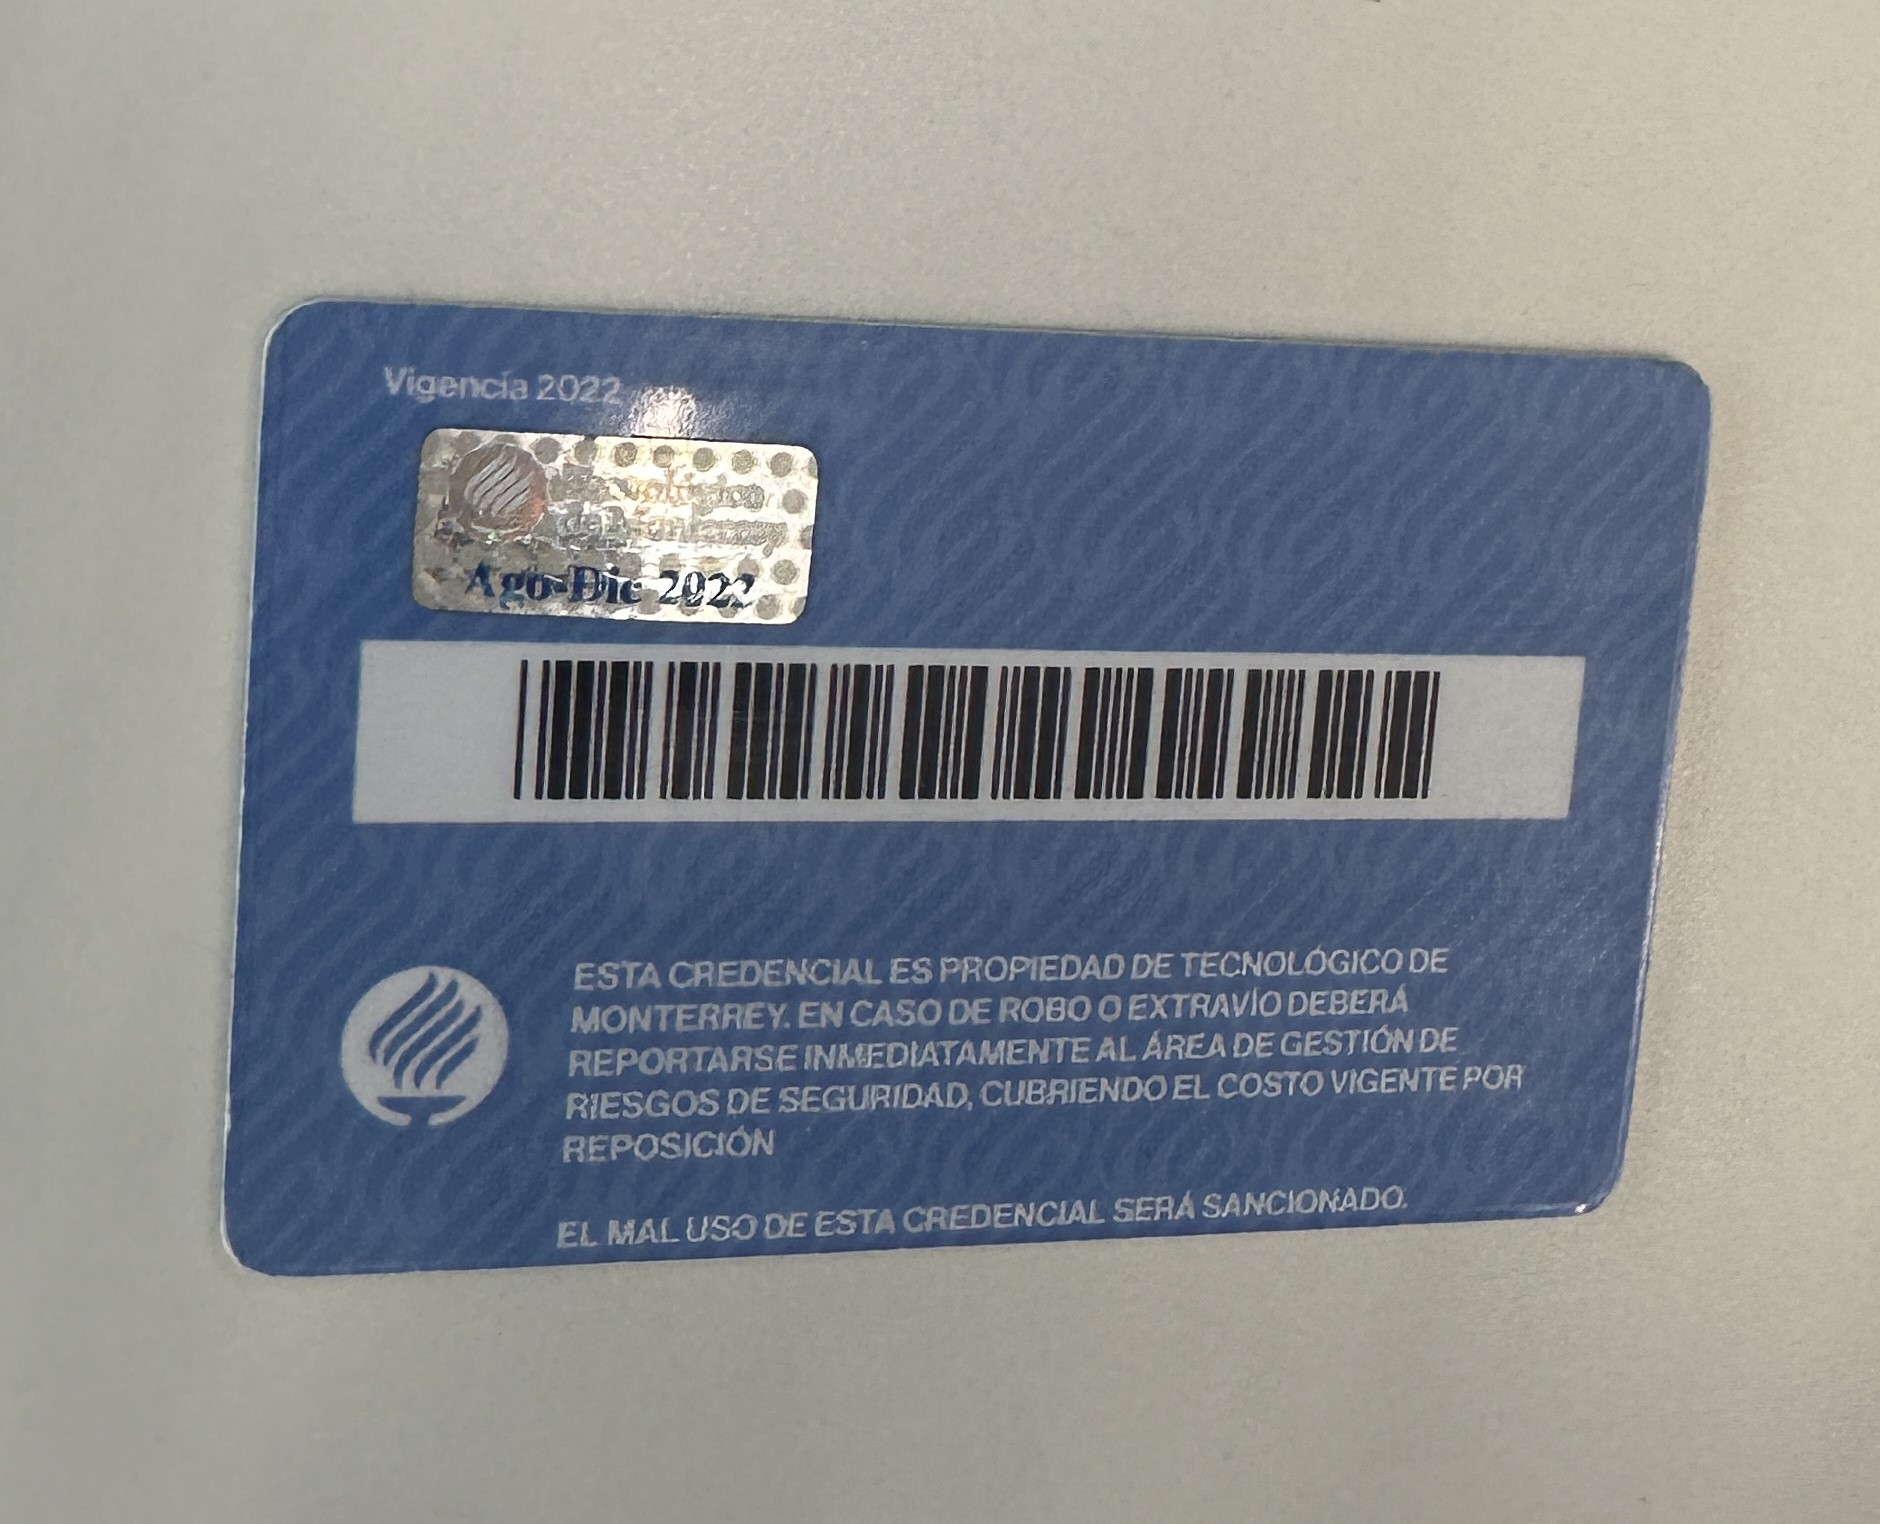 Vigencia 2022
Ago-Dic 2022
ESTA CREDENCIAL ES PROPIEDAD DE TECNOLÓGICO DE
MONTERREY. EN CASO DE ROBO O EXTRAVÍO DEBERÁ
REPORTARSE INMEDIATAMENTE AL ÁREA DE GESTIÓN DE
RIESGOS DE SEGURIDAD, CUBRIENDO EL COSTO VIGENTE POR
REPOSICIÓN
EL MAL USO DE ESTA CREDENCIAL SERÁ SANCIONADO.